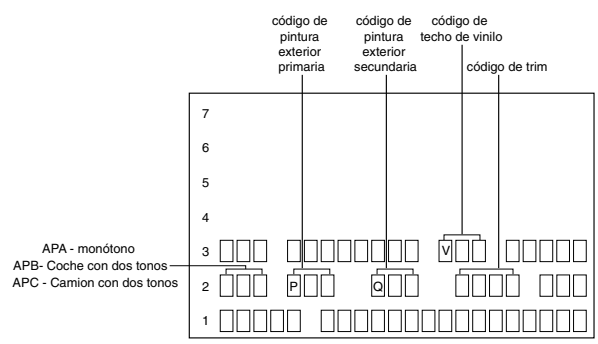 código de
pintura
exterior
primaria
código de
pintura
exterior
secundaria
código de
techo de vinilo
código de trim
7
6
5
4
3
V
APA - monótono
APB- Coche con dos tonos
APC - Camion con dos tonos
2
P
Q
1